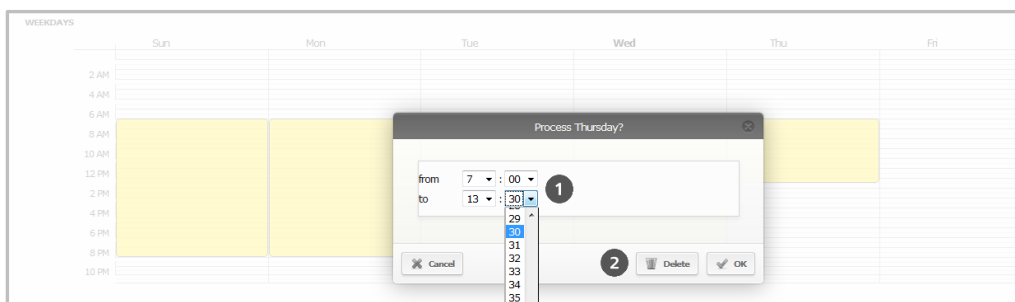 WEEKDAYS
Sun Mon Tue Wed Thu Fri
2 AM
4 AM
6 AM
8 AM
10 AM
12 PM
2 PM
4 PM
6 PM
8 PM
10 PM
Process Thursday?
from 7 : 00 1
to 13 : 30
29
30
31
32
33
34
35
Cancel 2 Delete OK